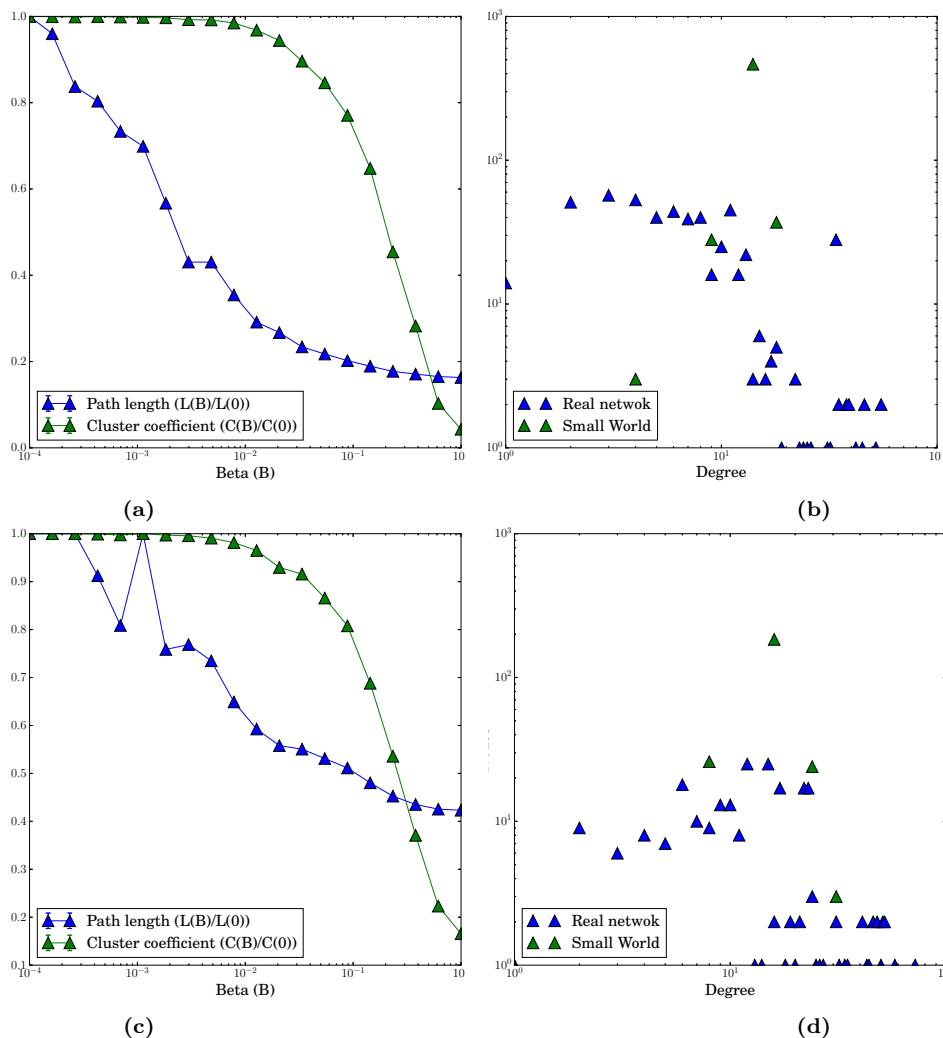 1.0
0.8
0.6
0.4
0.2
0.0
10⁻⁴ 10⁻³ 10⁻² 10⁻¹ 10
Beta (B)
Path length (L(B)/L(0))
Cluster coefficient (C(B)/C(0))
(a)
10³
10²
10¹
10⁰
10⁰ 10¹ 10
Degree
Real netwok
Small World
(b)
1.0
0.9
0.8
0.7
0.6
0.5
0.4
0.3
0.2
0.1
10⁻⁴ 10⁻³ 10⁻² 10⁻¹ 10
Beta (B)
Path length (L(B)/L(0))
Cluster coefficient (C(B)/C(0))
(c)
10³
10²
10¹
10⁰
10⁰ 10¹ 10
Degree
Real netwok
Small World
(d)